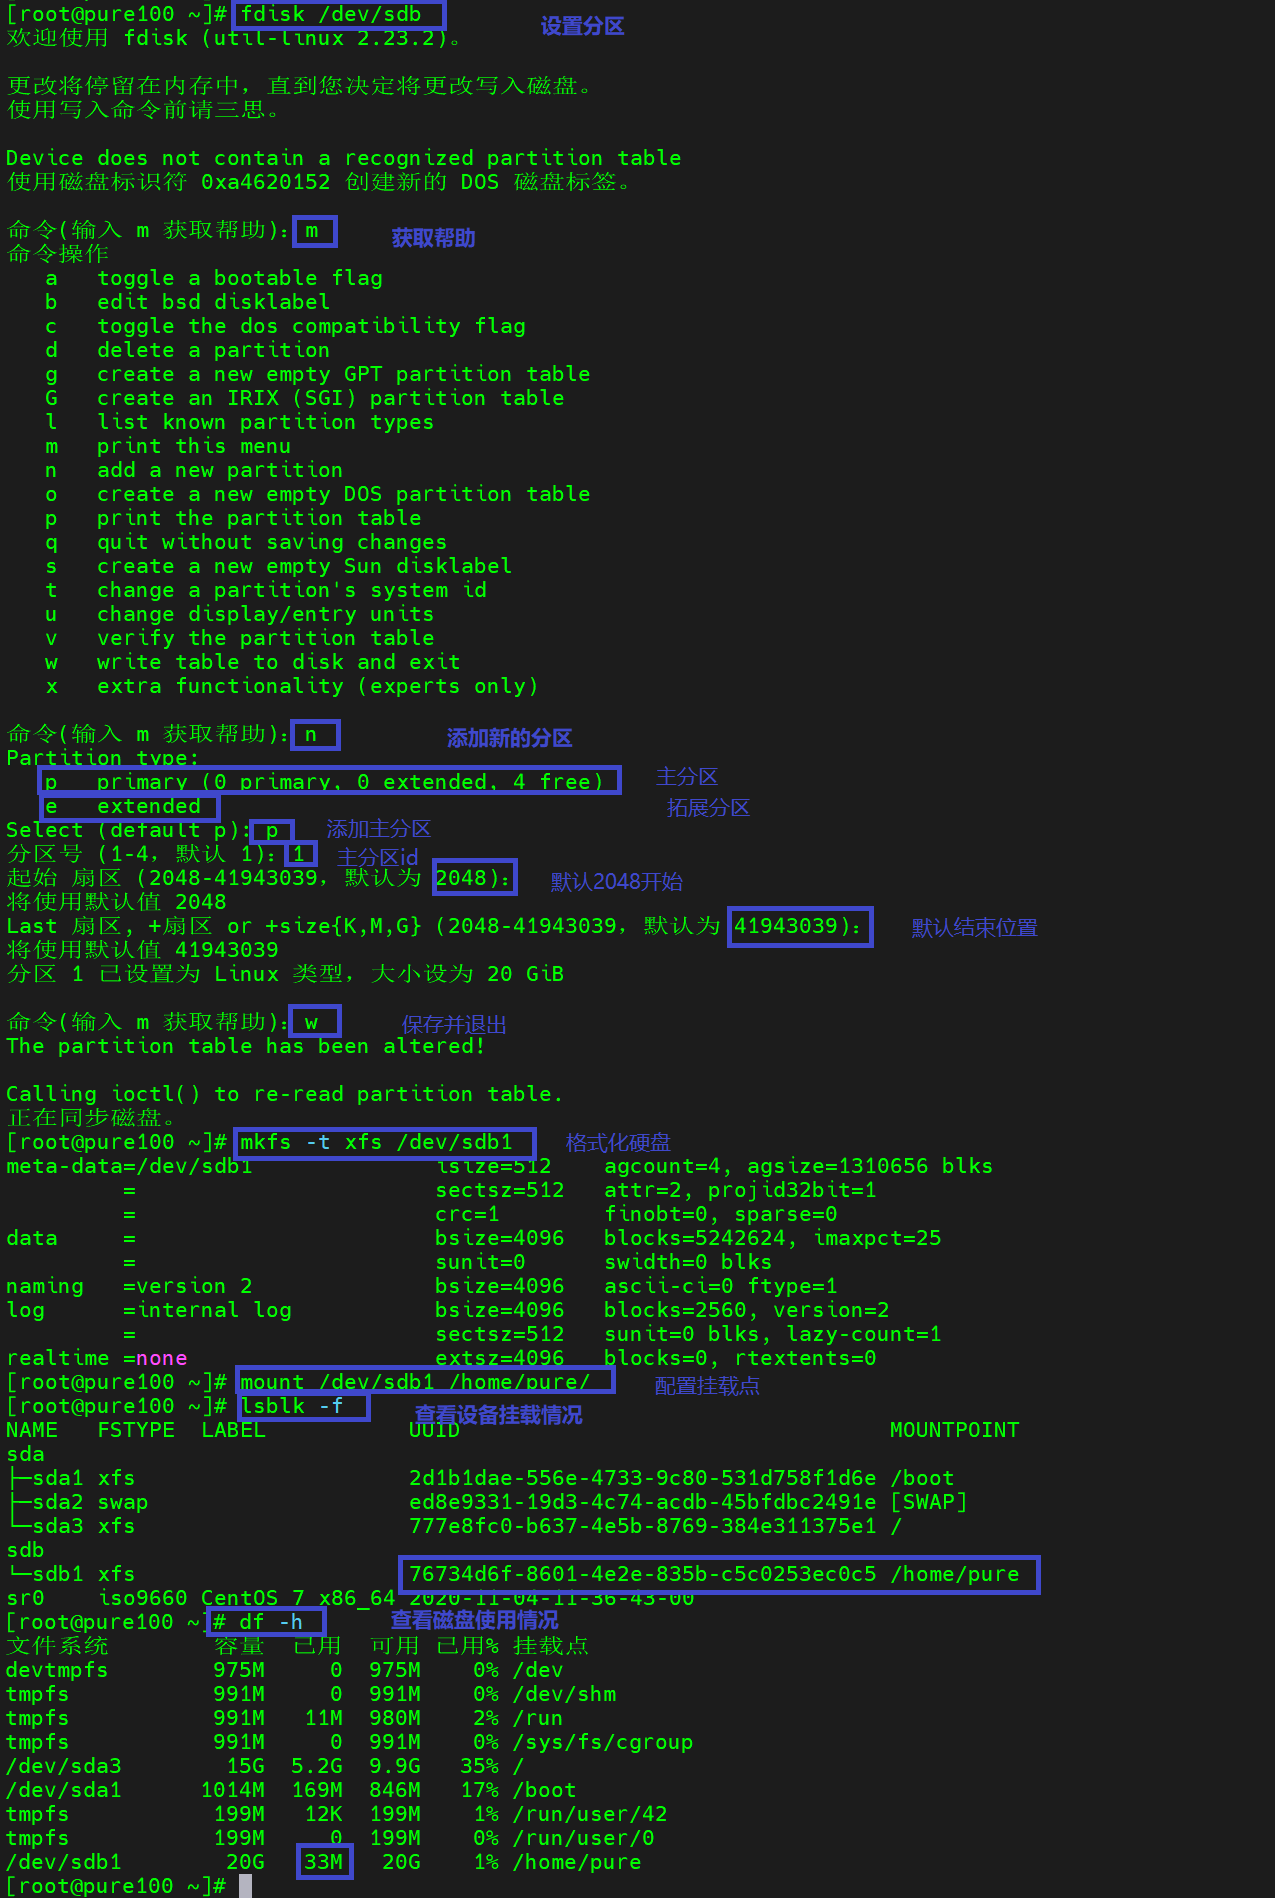 [root@pure100 ~]# fdisk /dev/sdb 设置分区
欢迎使用 fdisk (util-linux 2.23.2)。
更改将停留在内存中，直到您决定将更改写入磁盘。
使用写入命令前请三思。
Device does not contain a recognized partition table
使用磁盘标识符 0xa4620152 创建新的 DOS 磁盘标签。
命令(输入 m 获取帮助)：m 获取帮助
命令操作
a toggle a bootable flag
b edit bsd disklabel
c toggle the dos compatibility flag
d delete a partition
g create a new empty GPT partition table
G create an IRIX (SGI) partition table
l list known partition types
m print this menu
n add a new partition
o create a new empty DOS partition table
p print the partition table
q quit without saving changes
s create a new empty Sun disklabel
t change a partition's system id
u change display/entry units
v verify the partition table
w write table to disk and exit
x extra functionality (experts only)
命令(输入 m 获取帮助)：n 添加新的分区
Partition type:
p primary (0 primary, 0 extended, 4 free) 主分区
e extended 拓展分区
Select (default p): p 添加主分区
分区号 (1-4，默认 1)：1 主分区id
起始 扇区 (2048-41943039，默认为 2048)： 默认2048开始
将使用默认值 2048
Last 扇区, +扇区 or +size{K,M,G} (2048-41943039，默认为 41943039)： 默认结束位置
将使用默认值 41943039
分区 1 已设置为 Linux 类型，大小设为 20 GiB
命令(输入 m 获取帮助)：w 保存并退出
The partition table has been altered!
Calling ioctl() to re-read partition table.
正在同步磁盘。
[root@pure100 ~]# mkfs -t xfs /dev/sdb1 格式化硬盘
meta-data=/dev/sdb1 isize=512 agcount=4, agsize=1310656 blks
= sectsz=512 attr=2, projid32bit=1
= crc=1 finobt=0, sparse=0
data = bsize=4096 blocks=5242624, imaxpct=25
= sunit=0 swidth=0 blks
naming =version 2 bsize=4096 ascii-ci=0 ftype=1
log =internal log bsize=4096 blocks=2560, version=2
= sectsz=512 sunit=0 blks, lazy-count=1
realtime =none extsz=4096 blocks=0, rtextents=0
[root@pure100 ~]# mount /dev/sdb1 /home/pure/ 配置挂载点
[root@pure100 ~]# lsblk -f 查看设备挂载情况
NAME FSTYPE LABEL UUID MOUNTPOINT
sda
├─sda1 xfs 2d1b1dae-556e-4733-9c80-531d758f1d6e /boot
├─sda2 swap ed8e9331-19d3-4c74-acdb-45bfdbc2491e [SWAP]
└─sda3 xfs 777e8fc0-b637-4e5b-8769-384e311375e1 /
sdb
└─sdb1 xfs 76734d6f-8601-4e2e-835b-c5c0253ec0c5 /home/pure
sr0 iso9660 CentOS 7 x86_64 2020-11-04-11-36-43-00
[root@pure100 ~]# df -h 查看磁盘使用情况
文件系统 容量 已用 可用 已用% 挂载点
devtmpfs 975M 0 975M 0% /dev
tmpfs 991M 0 991M 0% /dev/shm
tmpfs 991M 11M 980M 2% /run
tmpfs 991M 0 991M 0% /sys/fs/cgroup
/dev/sda3 15G 5.2G 9.9G 35% /
/dev/sda1 1014M 169M 846M 17% /boot
tmpfs 199M 12K 199M 1% /run/user/42
tmpfs 199M 0 199M 0% /run/user/0
/dev/sdb1 20G 33M 20G 1% /home/pure
[root@pure100 ~]#